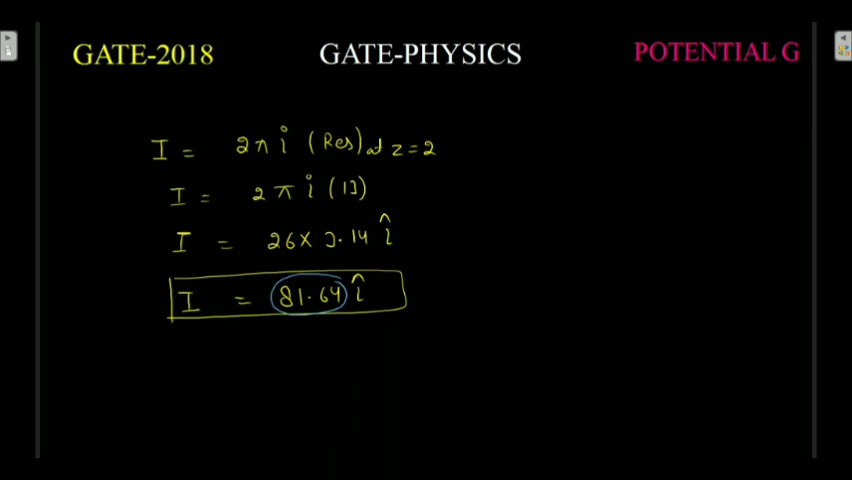 GATE-2018 GATE-PHYSICS POTENTIAL G
I = 2πi (Res) at z=2
I = 2πi (13)
I = 26×3.14 î
I = 81.64 î